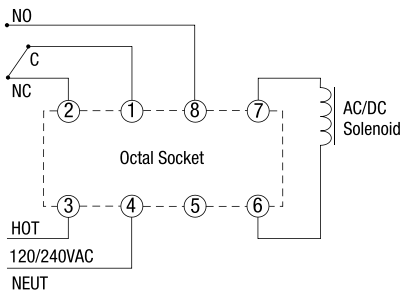 NO
C
NC
2 1 8 7
AC/DC
Solenoid
Octal Socket
3 4 5 6
HOT
120/240VAC
NEUT